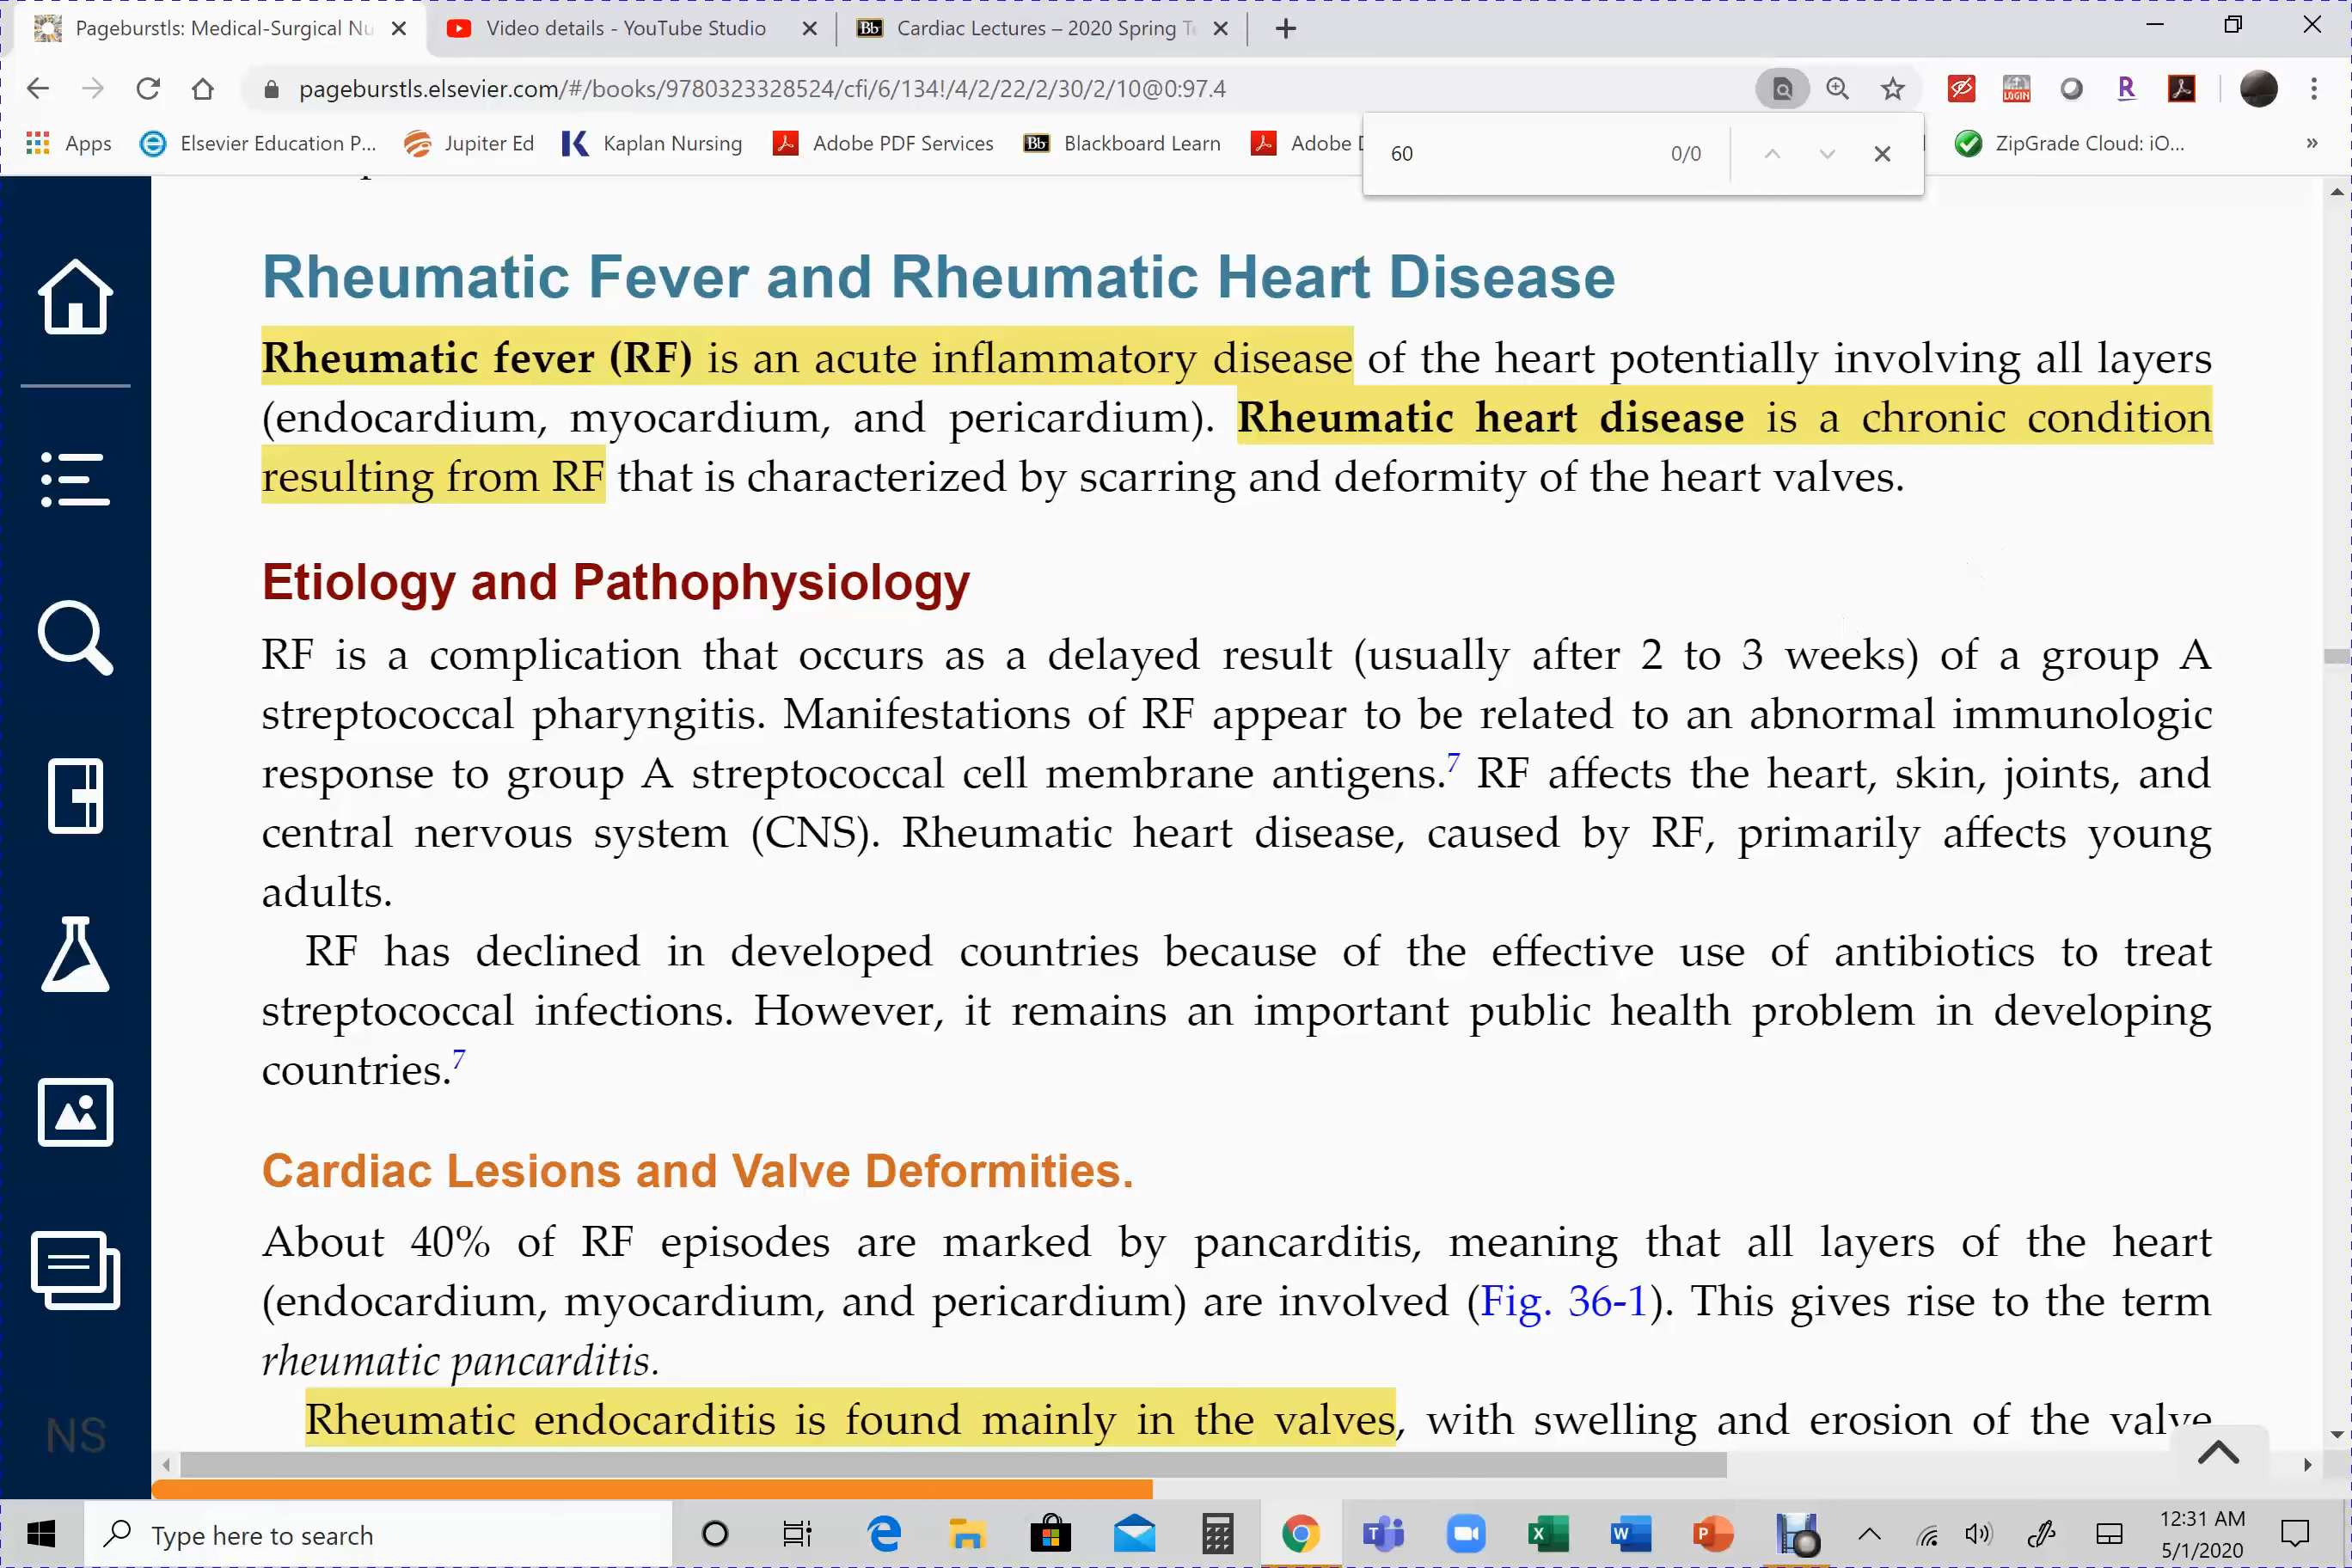 Pageburstls: Medical-Surgical Nu
Video details - YouTube Studio
Bb Cardiac Lectures – 2020 Spring Te
pageburstls.elsevier.com/#/books/9780323328524/cfi/6/134!/4/2/22/2/30/2/10@0:97.4
LOGIN
R
Apps
Elsevier Education P...
Jupiter Ed
Kaplan Nursing
Adobe PDF Services
Bb Blackboard Learn
Adobe
ZipGrade Cloud: iO...
»
60 0/0
Rheumatic Fever and Rheumatic Heart Disease
Rheumatic fever (RF) is an acute inflammatory disease of the heart potentially involving all layers
(endocardium, myocardium, and pericardium). Rheumatic heart disease is a chronic condition
resulting from RF that is characterized by scarring and deformity of the heart valves.
Etiology and Pathophysiology
RF is a complication that occurs as a delayed result (usually after 2 to 3 weeks) of a group A
streptococcal pharyngitis. Manifestations of RF appear to be related to an abnormal immunologic
response to group A streptococcal cell membrane antigens.7 RF affects the heart, skin, joints, and
central nervous system (CNS). Rheumatic heart disease, caused by RF, primarily affects young
adults.
RF has declined in developed countries because of the effective use of antibiotics to treat
streptococcal infections. However, it remains an important public health problem in developing
countries.7
Cardiac Lesions and Valve Deformities.
About 40% of RF episodes are marked by pancarditis, meaning that all layers of the heart
(endocardium, myocardium, and pericardium) are involved (Fig. 36-1). This gives rise to the term
rheumatic pancarditis.
Rheumatic endocarditis is found mainly in the valves, with swelling and erosion of the valve
NS
Type here to search
12:31 AM
5/1/2020